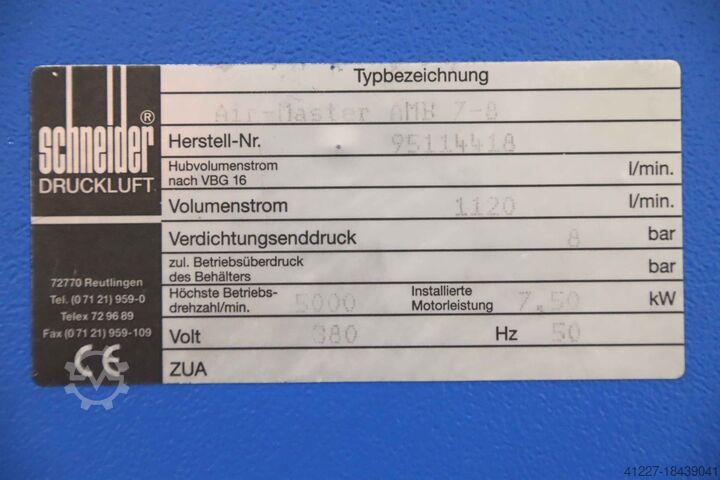 schneider®
DRUCKLUFT
72770 Reutlingen
Tel. (0 71 21) 959-0
Telex 72 96 89
Fax (0 71 21) 959-109
CE
Typbezeichnung
Air-Master AMB 7-8
Herstell-Nr. 95114418
Hubvolumenstrom
nach VBG 16 l/min.
Volumenstrom 1120 l/min.
Verdichtungsenddruck 8 bar
zul. Betriebsüberdruck
des Behälters bar
Höchste Betriebs-
drehzahl/min. 5000 Installierte
Motorleistung 7,50 kW
Volt 380 Hz 50
ZUA
41227-18439041